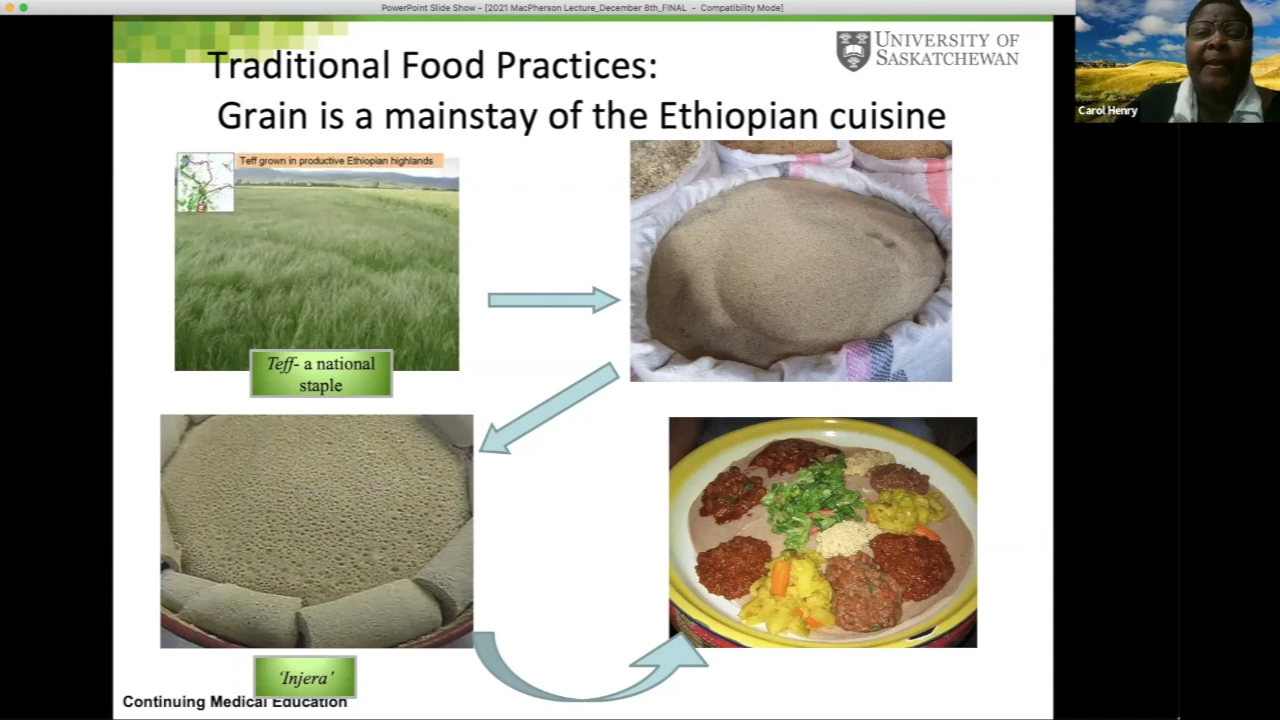 PowerPoint Slide Show - [2021 MacPherson Lecture_December 8th_FINAL - Compatibility Mode]
UNIVERSITY OF
SASKATCHEWAN
Carol Henry
Traditional Food Practices:
Grain is a mainstay of the Ethiopian cuisine
Teff grown in productive Ethiopian highlands
Teff- a national
staple
‘Injera’
Continuing Medical Education